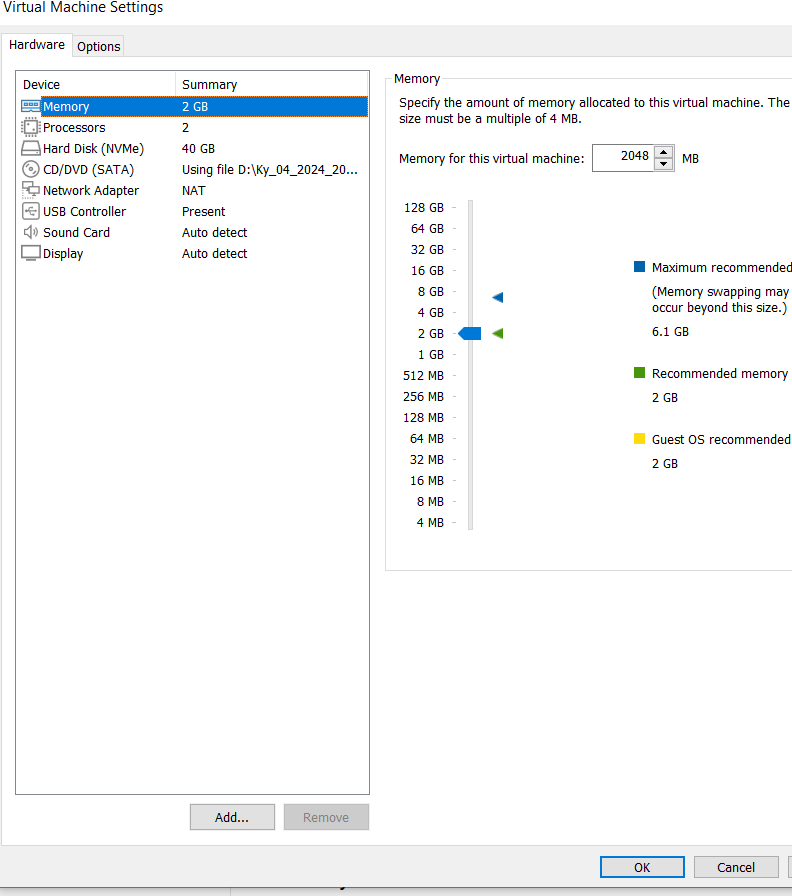 Virtual Machine Settings
Hardware Options
Device Summary
Memory 2 GB
Processors 2
Hard Disk (NVMe) 40 GB
CD/DVD (SATA) Using file D:\Ky_04_2024_20...
Network Adapter NAT
USB Controller Present
Sound Card Auto detect
Display Auto detect
Add... Remove
Memory
Specify the amount of memory allocated to this virtual machine. The
size must be a multiple of 4 MB.
Memory for this virtual machine: 2048 MB
128 GB
64 GB
32 GB
16 GB
8 GB
4 GB
2 GB
1 GB
512 MB
256 MB
128 MB
64 MB
32 MB
16 MB
8 MB
4 MB
Maximum recommended
(Memory swapping may
occur beyond this size.)
6.1 GB
Recommended memory
2 GB
Guest OS recommended
2 GB
OK Cancel